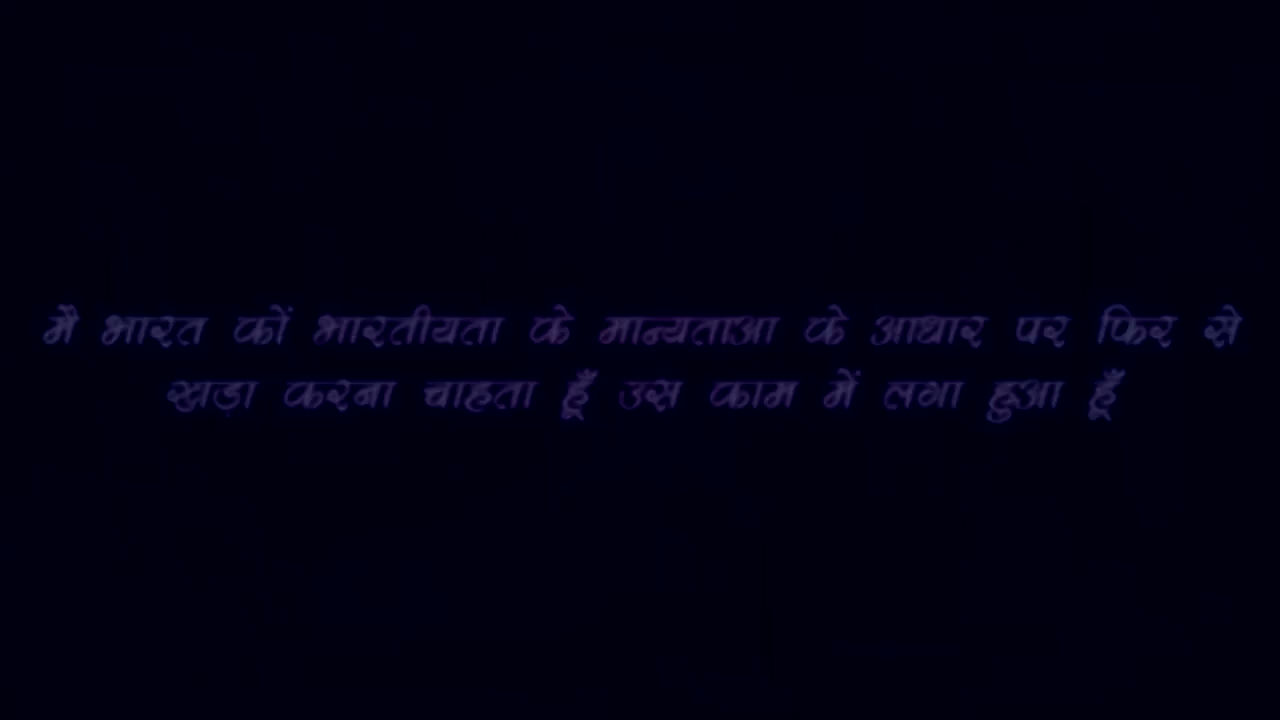 मै भारत कों भारतीयता के मान्यताआ के आधार पर फिर से
खड़ा करना चाहता हूँ उस काम में लगा हुआ हूँ